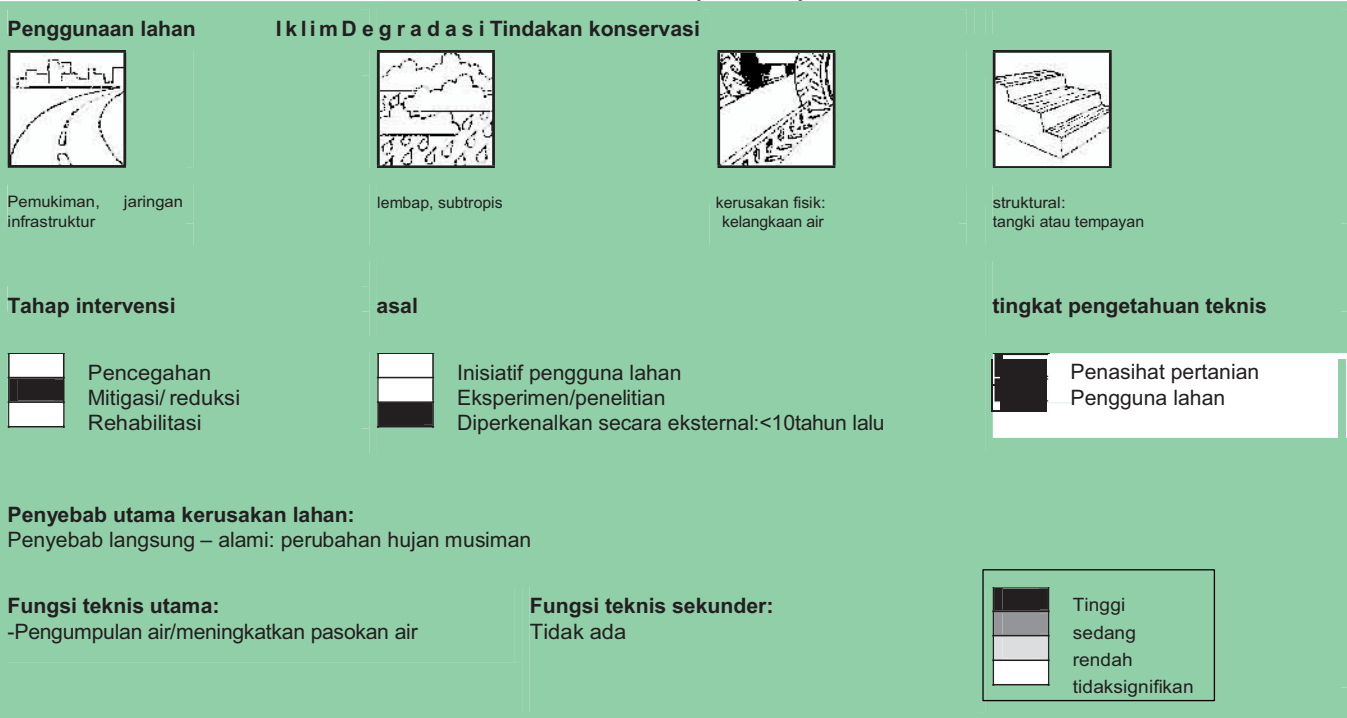 Penggunaan lahan I k l i m D e g r a d a s i Tindakan konservasi
Pemukiman, jaringan
infrastruktur
lembap, subtropis
kerusakan fisik:
kelangkaan air
struktural:
tangki atau tempayan
Tahap intervensi
asal
tingkat pengetahuan teknis
Pencegahan
Mitigasi/ reduksi
Rehabilitasi
Inisiatif pengguna lahan
Eksperimen/penelitian
Diperkenalkan secara eksternal:<10tahun lalu
Penasihat pertanian
Pengguna lahan
Penyebab utama kerusakan lahan:
Penyebab langsung – alami: perubahan hujan musiman
Fungsi teknis utama:
-Pengumpulan air/meningkatkan pasokan air
Fungsi teknis sekunder:
Tidak ada
Tinggi
sedang
rendah
tidaksignifikan